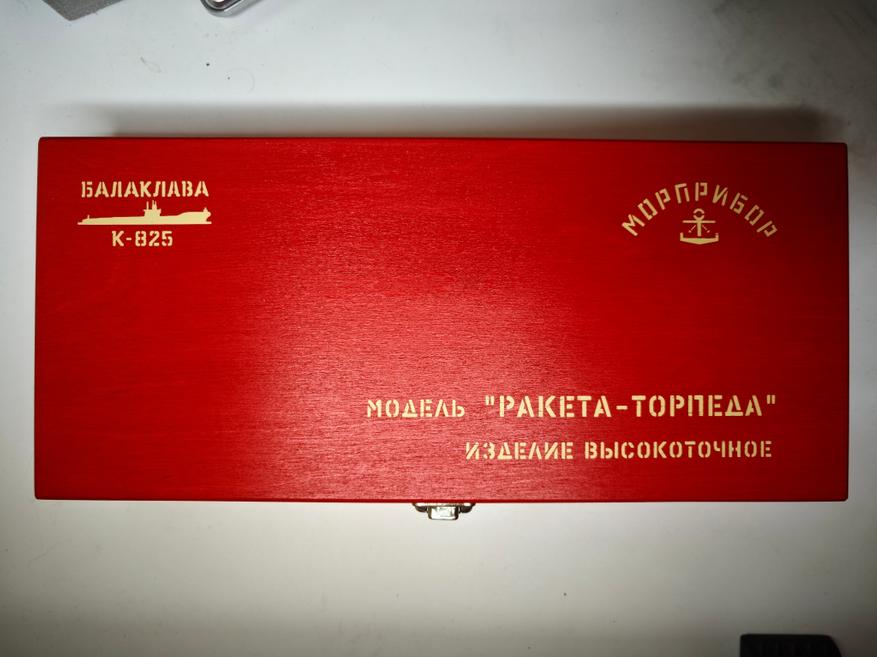 БАЛАКЛАВА
К-825
МОРПРИБОР
МОДЕЛЬ "РАКЕТА-ТОРПЕДА"
ИЗДЕЛИЕ ВЫСОКОТОЧНОЕ